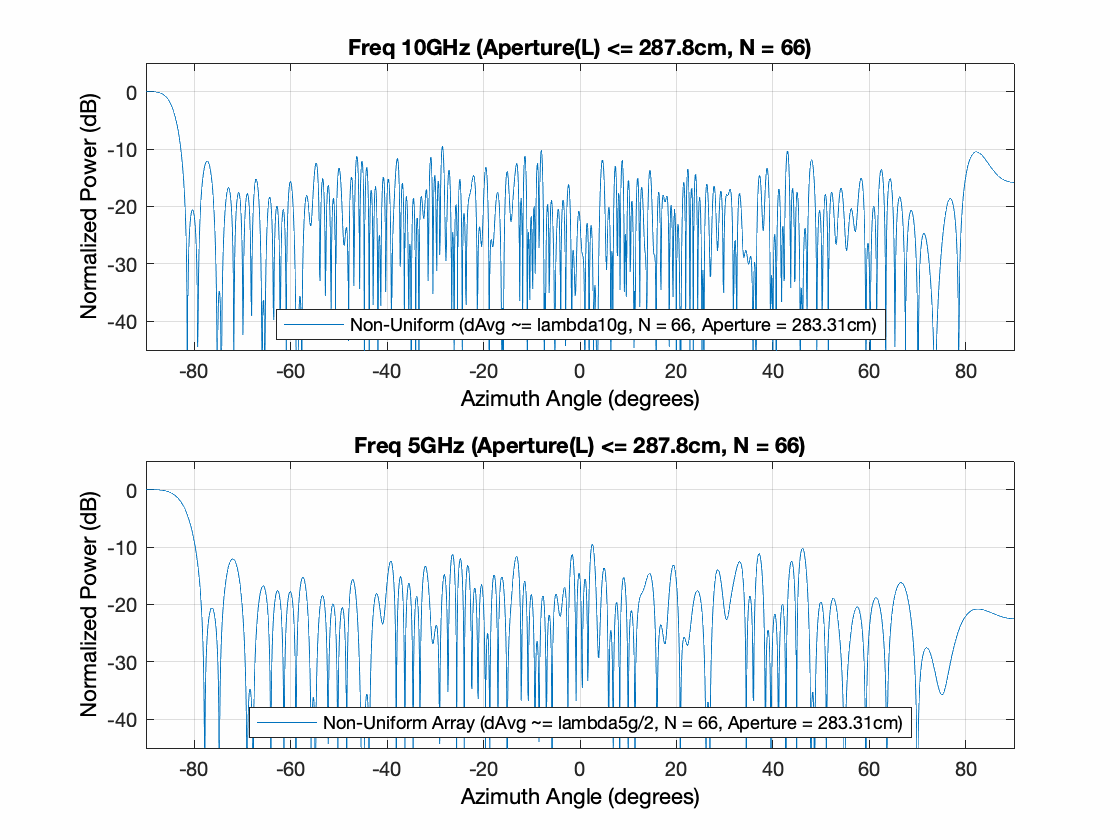 Freq 10GHz (Aperture(L) <= 287.8cm, N = 66)
Normalized Power (dB)
0
-10
-20
-30
-40
Non-Uniform (dAvg ~= lambda10g, N = 66, Aperture = 283.31cm)
-80 -60 -40 -20 0 20 40 60 80
Azimuth Angle (degrees)
Freq 5GHz (Aperture(L) <= 287.8cm, N = 66)
Normalized Power (dB)
0
-10
-20
-30
-40
Non-Uniform Array (dAvg ~= lambda5g/2, N = 66, Aperture = 283.31cm)
-80 -60 -40 -20 0 20 40 60 80
Azimuth Angle (degrees)